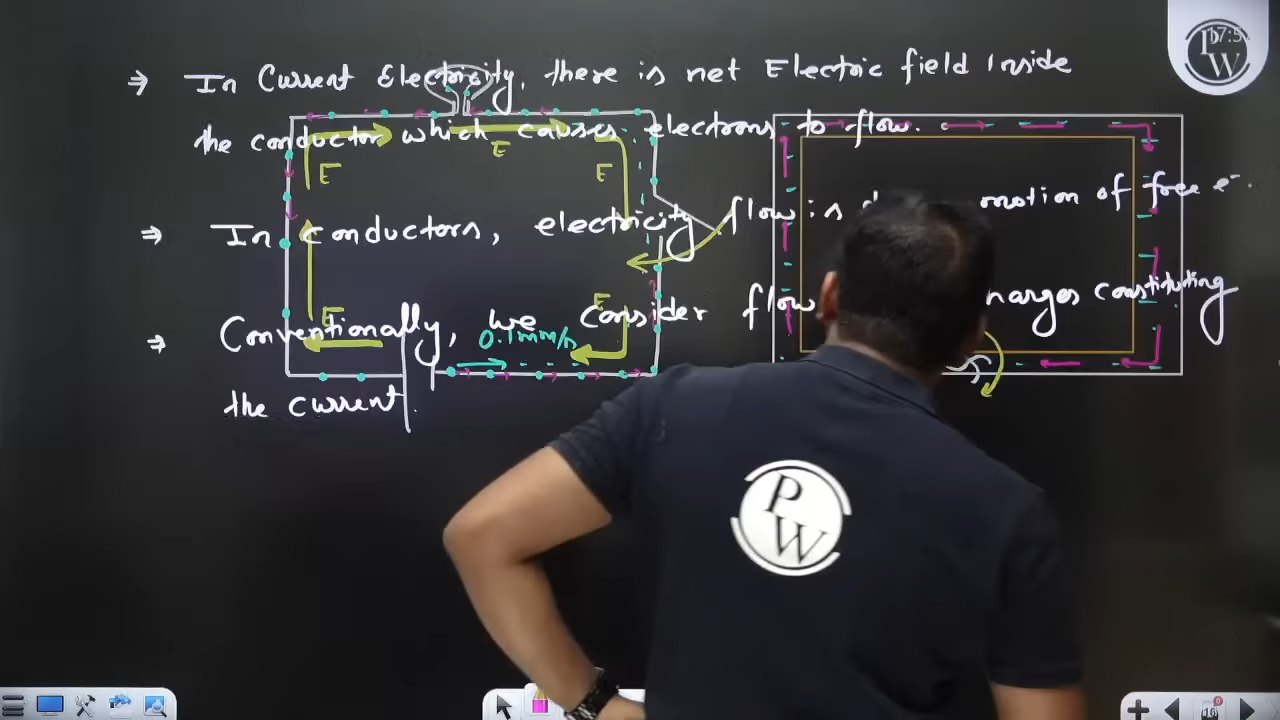 ⇒ In Current Electricity, there is net Electric field Inside
the conductor which causes electrons to flow.
E
E
E
⇒ In conductors, electricity flow is motion of free e⁻.
E
E
⇒ Conventionally, we consider flow charges constituting
0.1mm/s
the current.
PW
PW